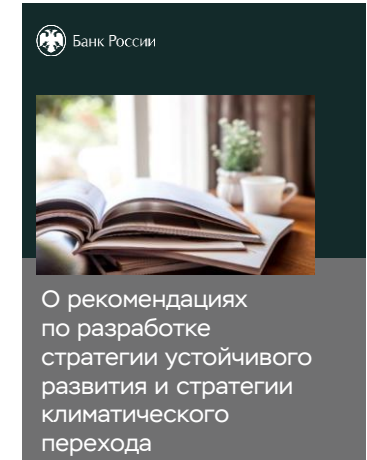 Банк России
О рекомендациях
по разработке
стратегии устойчивого
развития и стратегии
климатического
перехода